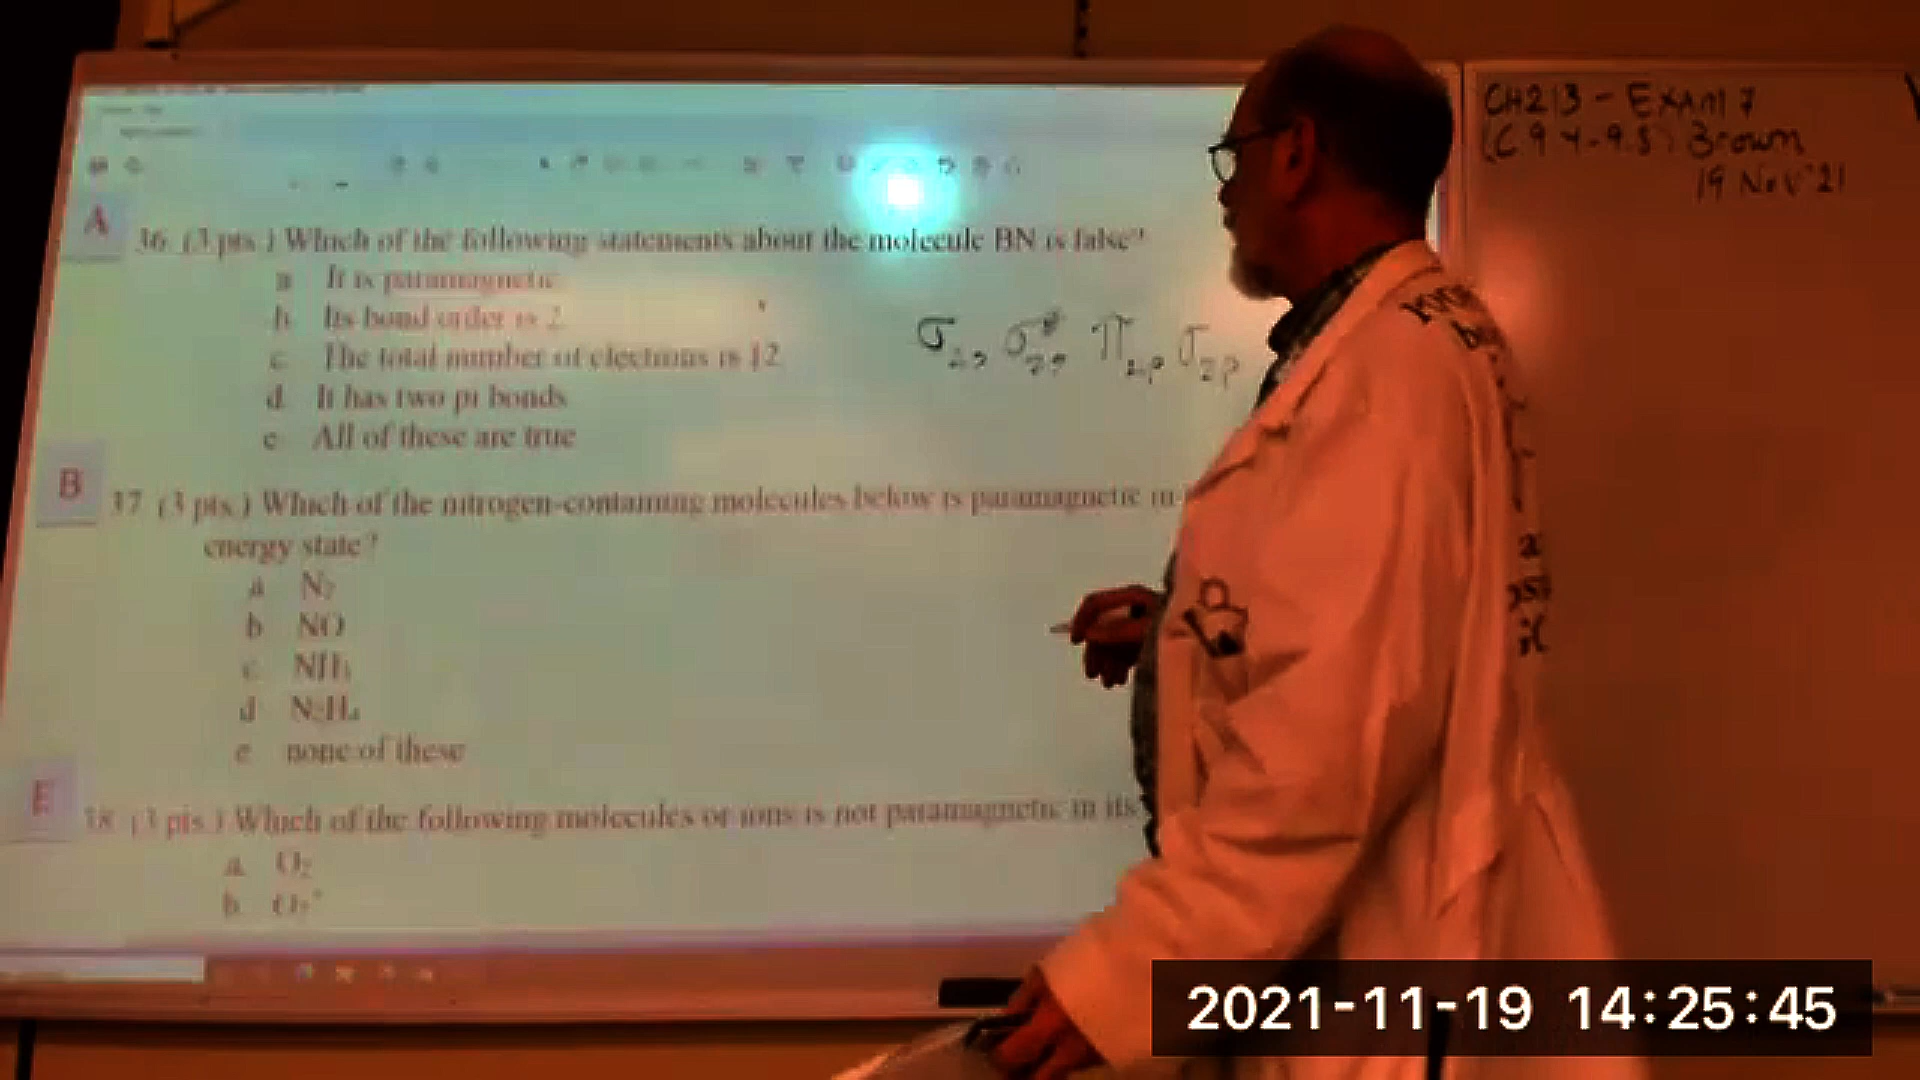 CH213 - EXAM 7
Brown
19 Nov '21
A
36. (3 pts.) Which of the following statements about the molecule BN is false?
a. It is paramagnetic.
b. Its bond order is 2.
c. The total number of electrons is 12.
d. It has two pi bonds
e. All of these are true
σ2s σ*2s π2p σ2p
B
37. (3 pts.) Which of the nitrogen-containing molecules below is paramagnetic in
energy state?
a. N₂
b. NO
c. NH₃
d. N₂H₄
e. none of these
E
38. (3 pts.) Which of the following molecules or ions is not paramagnetic in its
a. O₂
b.
2021-11-19 14:25:45